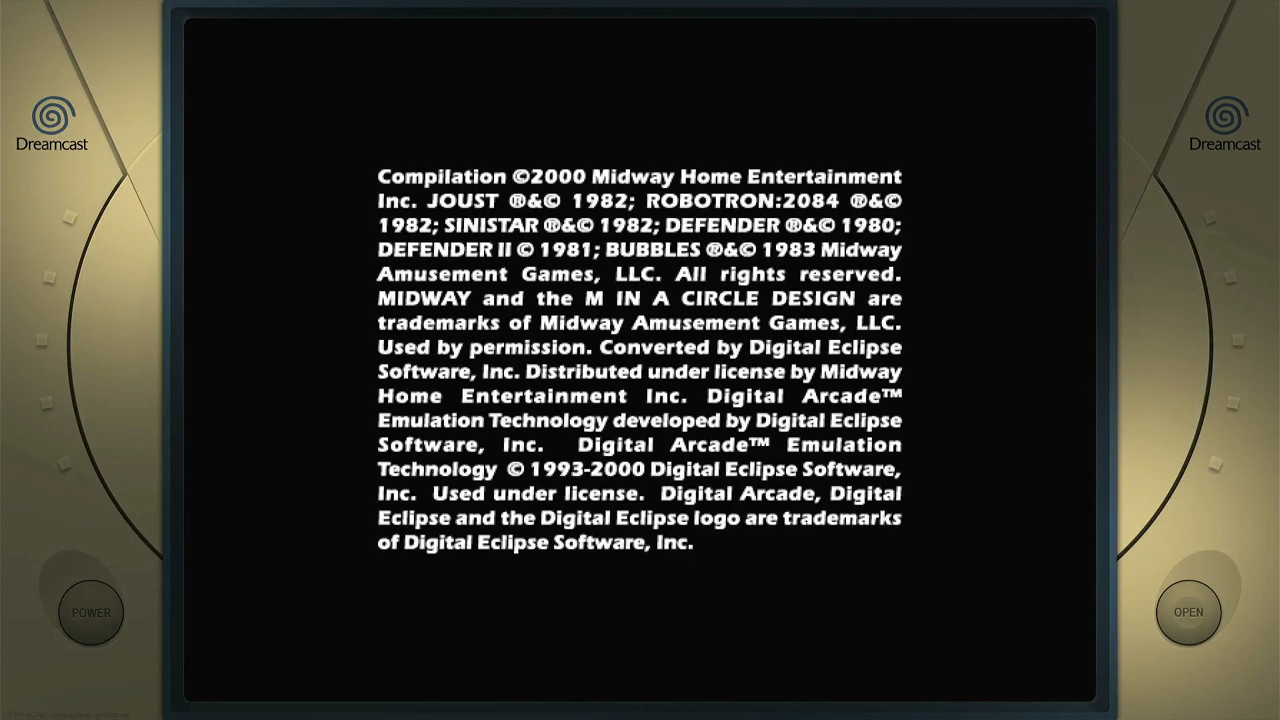 Dreamcast
Dreamcast
Compilation ©2000 Midway Home Entertainment
Inc. JOUST ®&© 1982; ROBOTRON:2084 ®&©
1982; SINISTAR ®&© 1982; DEFENDER ®&© 1980;
DEFENDER II © 1981; BUBBLES ®&© 1983 Midway
Amusement Games, LLC. All rights reserved.
MIDWAY and the M IN A CIRCLE DESIGN are
trademarks of Midway Amusement Games, LLC.
Used by permission. Converted by Digital Eclipse
Software, Inc. Distributed under license by Midway
Home Entertainment Inc. Digital Arcade™
Emulation Technology developed by Digital Eclipse
Software, Inc. Digital Arcade™ Emulation
Technology © 1993-2000 Digital Eclipse Software,
Inc. Used under license. Digital Arcade, Digital
Eclipse and the Digital Eclipse logo are trademarks
of Digital Eclipse Software, Inc.
POWER
OPEN